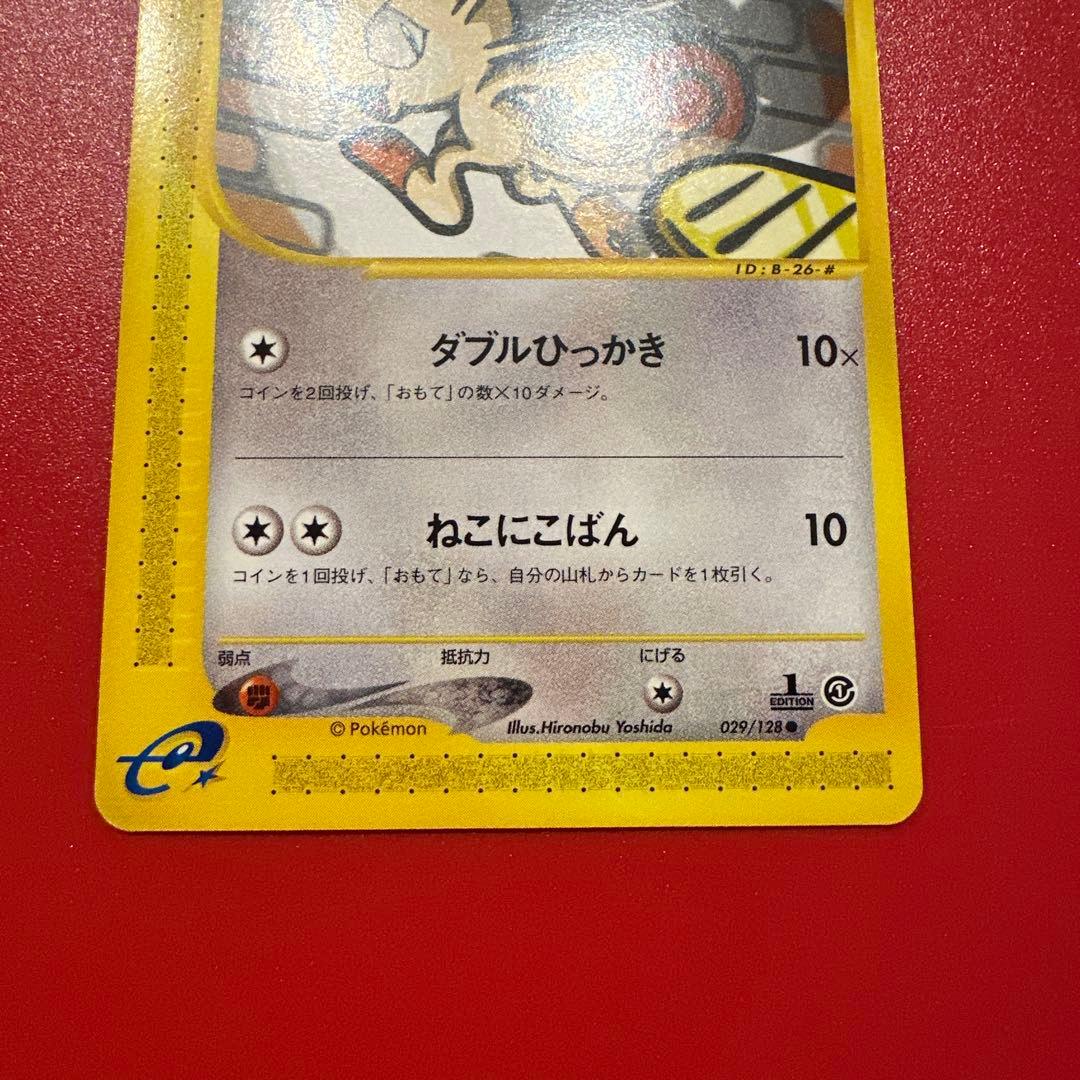 ID:B-26-#
ダブルひっかき 10×
コインを2回投げ、「おもて」の数×10ダメージ。
ねこにこばん 10
コインを1回投げ、「おもて」なら、自分の山札からカードを1枚引く。
弱点 抵抗力 にげる
1
EDITION
© Pokémon Illus.Hironobu Yoshida 029/128●
e